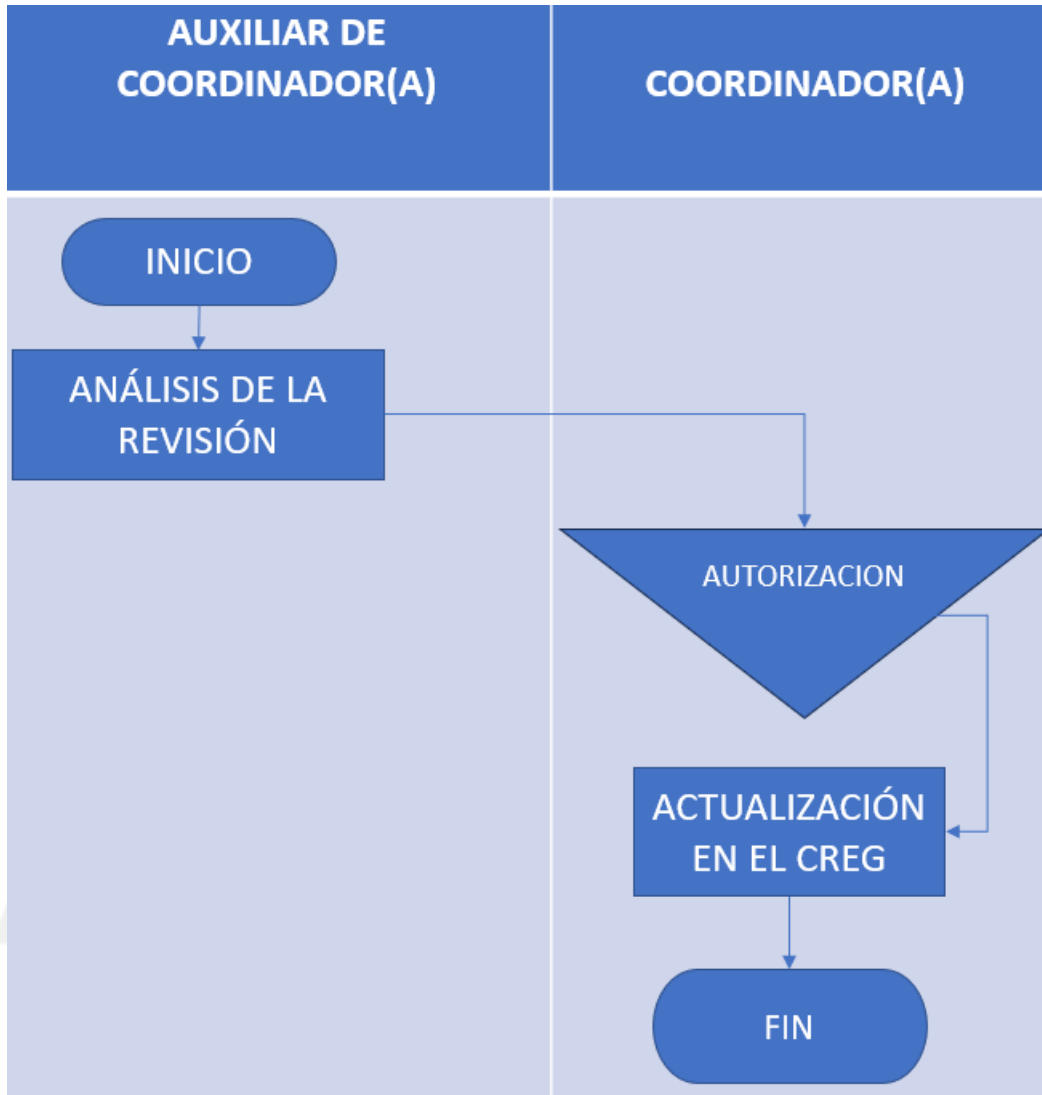 AUXILIAR DE
COORDINADOR(A)
COORDINADOR(A)
INICIO
ANÁLISIS DE LA
REVISIÓN
AUTORIZACION
ACTUALIZACIÓN
EN EL CREG
FIN